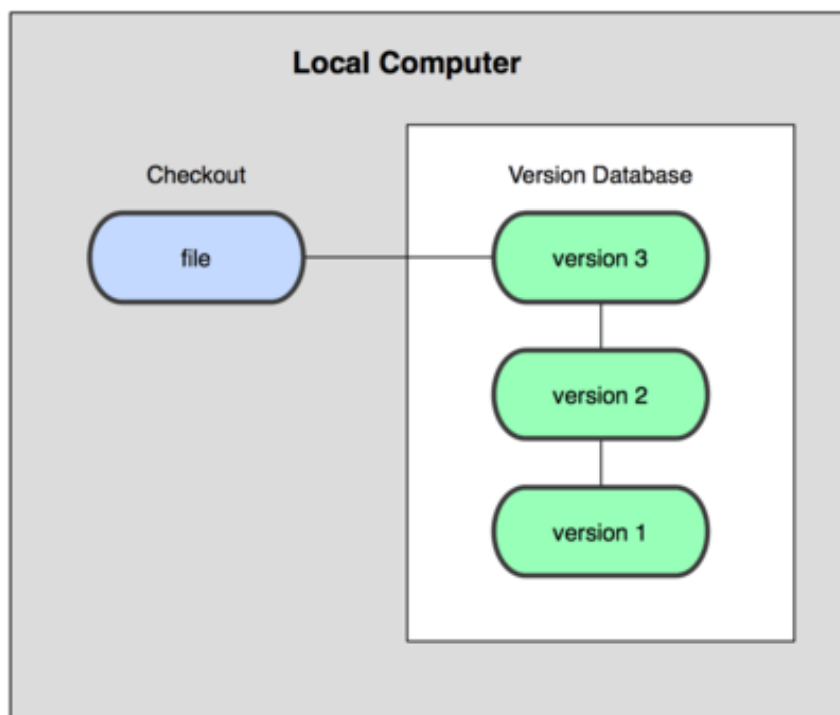 Local Computer
Checkout
Version Database
file
version 3
version 2
version 1